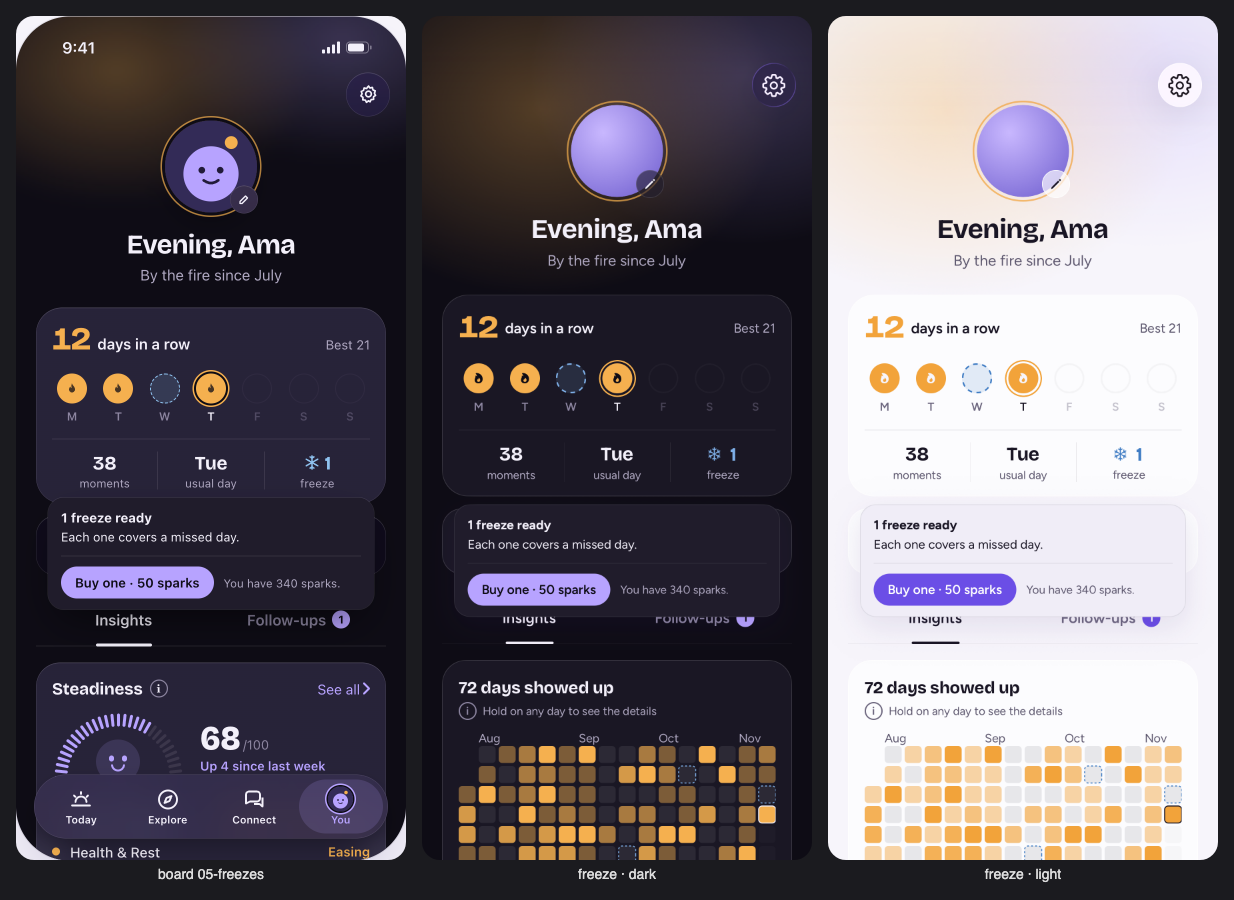 9:41
Evening, Ama
By the fire since July
12 days in a row
Best 21
M T W T F S S
38
moments
Tue
usual day
1
freeze
1 freeze ready
Each one covers a missed day.
Buy one · 50 sparks
You have 340 sparks.
Insights
Follow-ups 1
Steadiness
See all
68/100
Up 4 since last week
Today
Explore
Connect
You
Health & Rest
Easing
board 05-freezes
Evening, Ama
By the fire since July
12 days in a row
Best 21
M T W T F S S
38
moments
Tue
usual day
1
freeze
1 freeze ready
Each one covers a missed day.
Buy one · 50 sparks
You have 340 sparks.
Insights
Follow-ups 1
72 days showed up
Hold on any day to see the details
Aug Sep Oct Nov
freeze · dark
Evening, Ama
By the fire since July
12 days in a row
Best 21
M T W T F S S
38
moments
Tue
usual day
1
freeze
1 freeze ready
Each one covers a missed day.
Buy one · 50 sparks
You have 340 sparks.
Insights
Follow-ups 1
72 days showed up
Hold on any day to see the details
Aug Sep Oct Nov
freeze · light